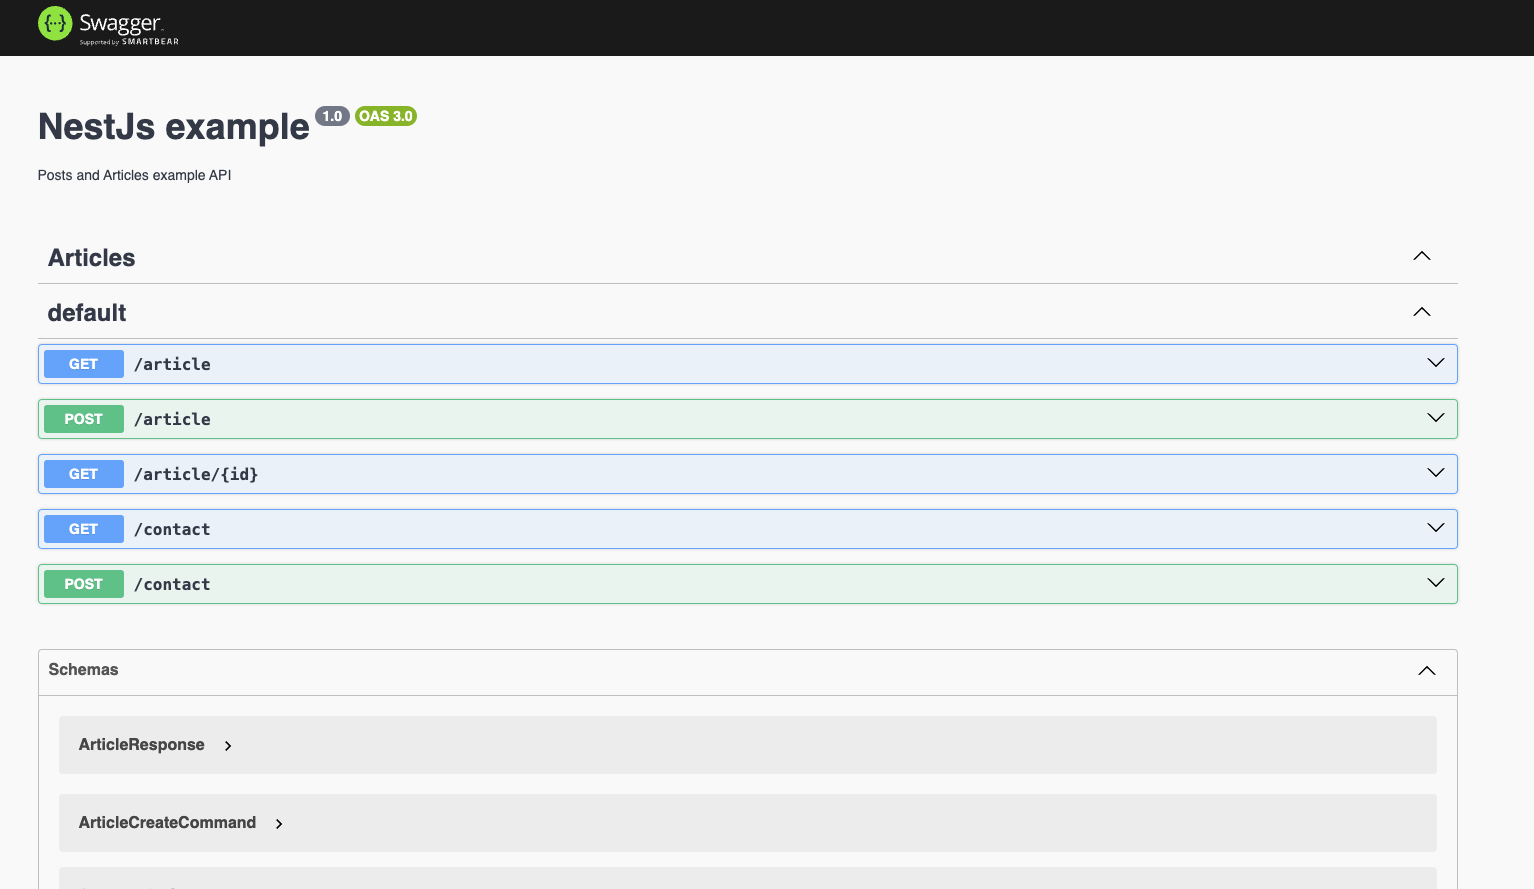 Swagger
Supported by SMARTBEAR
NestJs example 1.0 OAS 3.0
Posts and Articles example API
Articles
default
GET /article
POST /article
GET /article/{id}
GET /contact
POST /contact
Schemas
ArticleResponse
ArticleCreateCommand